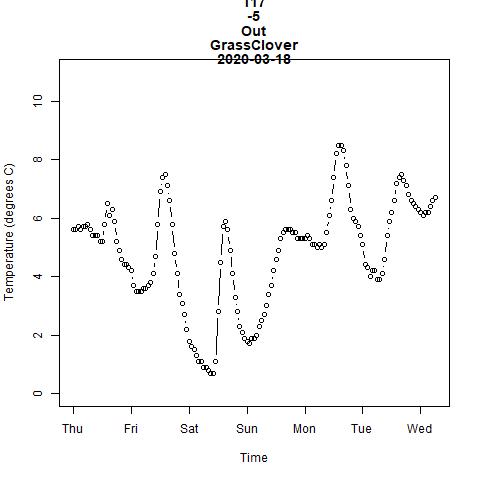 T17
-5
Out
GrassClover
2020-03-18
Temperature (degrees C)
10
8
6
4
2
0
Thu Fri Sat Sun Mon Tue Wed
Time